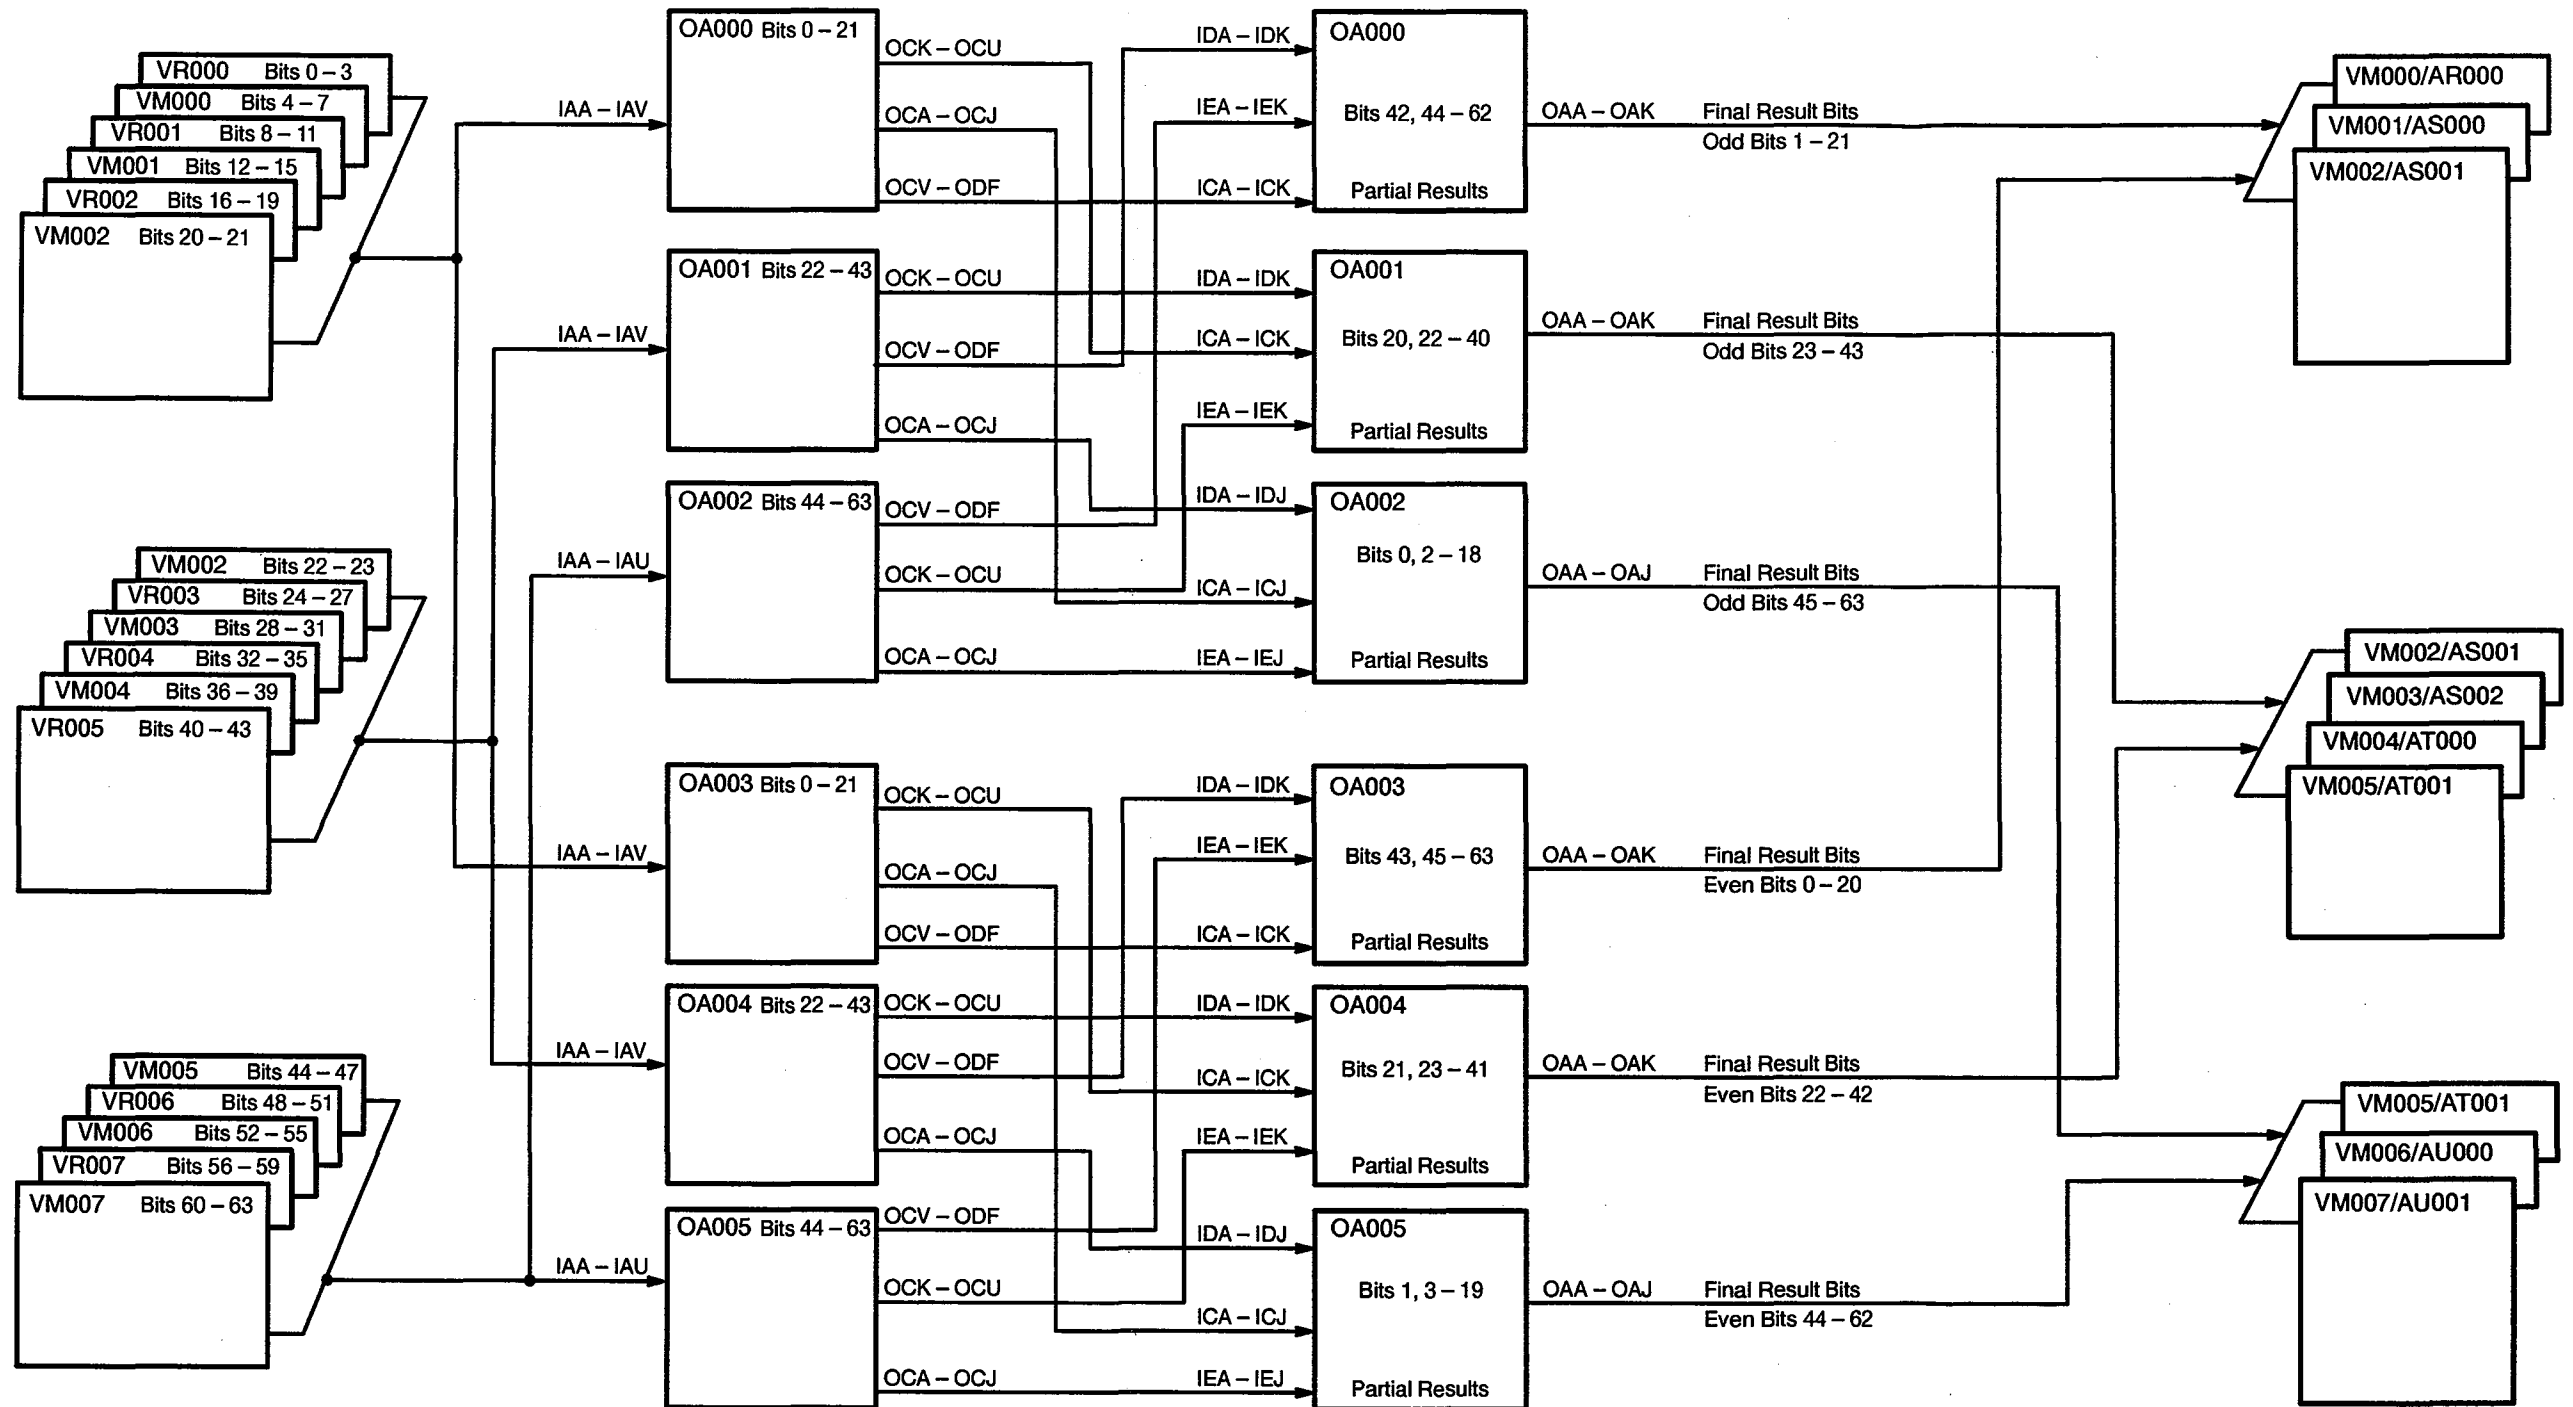 VR000 Bits 0 – 3
VM000 Bits 4 – 7
VR001 Bits 8 – 11
VM001 Bits 12 – 15
VR002 Bits 16 – 19
VM002 Bits 20 – 21
VM002 Bits 22 – 23
VR003 Bits 24 – 27
VM003 Bits 28 – 31
VR004 Bits 32 – 35
VM004 Bits 36 – 39
VR005 Bits 40 – 43
VM005 Bits 44 – 47
VR006 Bits 48 – 51
VM006 Bits 52 – 55
VR007 Bits 56 – 59
VM007 Bits 60 – 63
IAA – IAV
IAA – IAV
IAA – IAU
IAA – IAV
IAA – IAV
IAA – IAU
OA000 Bits 0 – 21
OCK – OCU
OCA – OCJ
OCV – ODF
OA001 Bits 22 – 43
OCK – OCU
OCV – ODF
OCA – OCJ
OA002 Bits 44 – 63
OCV – ODF
OCK – OCU
OCA – OCJ
OA003 Bits 0 – 21
OCK – OCU
OCA – OCJ
OCV – ODF
OA004 Bits 22 – 43
OCK – OCU
OCV – ODF
OCA – OCJ
OA005 Bits 44 – 63
OCV – ODF
OCK – OCU
OCA – OCJ
IDA – IDK
IEA – IEK
ICA – ICK
OA000
Bits 42, 44 – 62
Partial Results
IDA – IDK
ICA – ICK
IEA – IEK
OA001
Bits 20, 22 – 40
Partial Results
IDA – IDJ
ICA – ICJ
IEA – IEJ
OA002
Bits 0, 2 – 18
Partial Results
IDA – IDK
IEA – IEK
ICA – ICK
OA003
Bits 43, 45 – 63
Partial Results
IDA – IDK
ICA – ICK
IEA – IEK
OA004
Bits 21, 23 – 41
Partial Results
IDA – IDJ
ICA – ICJ
IEA – IEJ
OA005
Bits 1, 3 – 19
Partial Results
OAA – OAK Final Result Bits
Odd Bits 1 – 21
OAA – OAK Final Result Bits
Odd Bits 23 – 43
OAA – OAJ Final Result Bits
Odd Bits 45 – 63
OAA – OAK Final Result Bits
Even Bits 0 – 20
OAA – OAK Final Result Bits
Even Bits 22 – 42
OAA – OAJ Final Result Bits
Even Bits 44 – 62
VM000/AR000
VM001/AS000
VM002/AS001
VM002/AS001
VM003/AS002
VM004/AT000
VM005/AT001
VM005/AT001
VM006/AU000
VM007/AU001